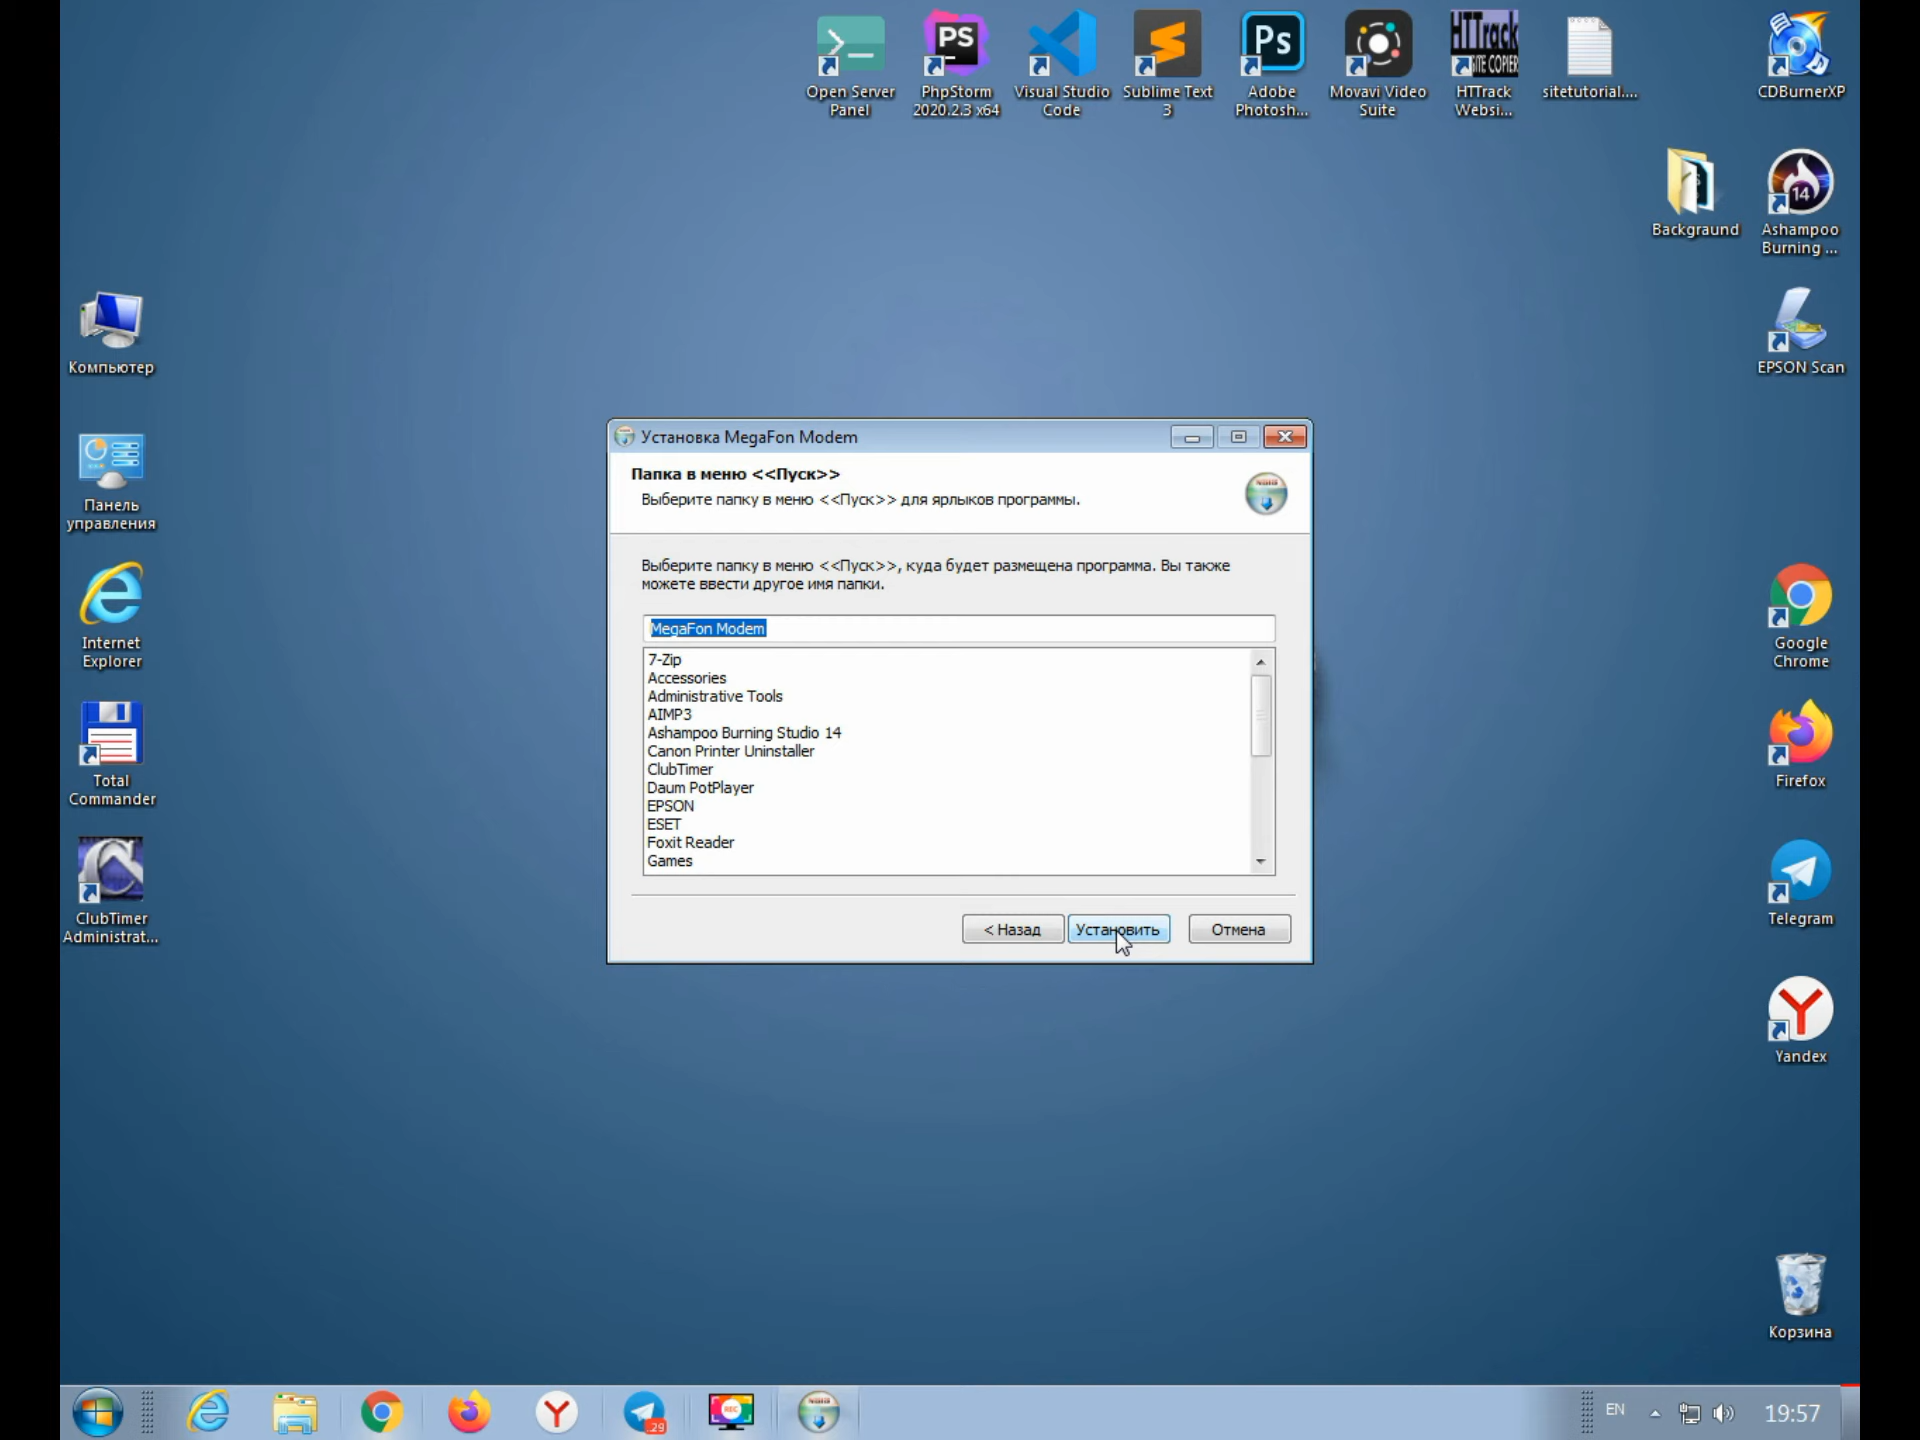 Open Server
Panel
PhpStorm
2020.2.3 x64
Visual Studio
Code
Sublime Text
3
Adobe
Photosh...
Movavi Video
Suite
HTTrack
Websi...
sitetutorial....
CDBurnerXP
Background
Ashampoo
Burning ...
EPSON Scan
Компьютер
Панель
управления
Internet
Explorer
Total
Commander
ClubTimer
Administrat...
Установка MegaFon Modem
Папка в меню <<Пуск>>
Выберите папку в меню <<Пуск>> для ярлыков программы.
Выберите папку в меню <<Пуск>>, куда будет размещена программа. Вы также
можете ввести другое имя папки.
MegaFon Modem
7-Zip
Accessories
Administrative Tools
AIMP3
Ashampoo Burning Studio 14
Canon Printer Uninstaller
ClubTimer
Daum PotPlayer
EPSON
ESET
Foxit Reader
Games
< Назад
Установить
Отмена
Google
Chrome
Firefox
Telegram
Yandex
Корзина
29
REC
EN
19:57